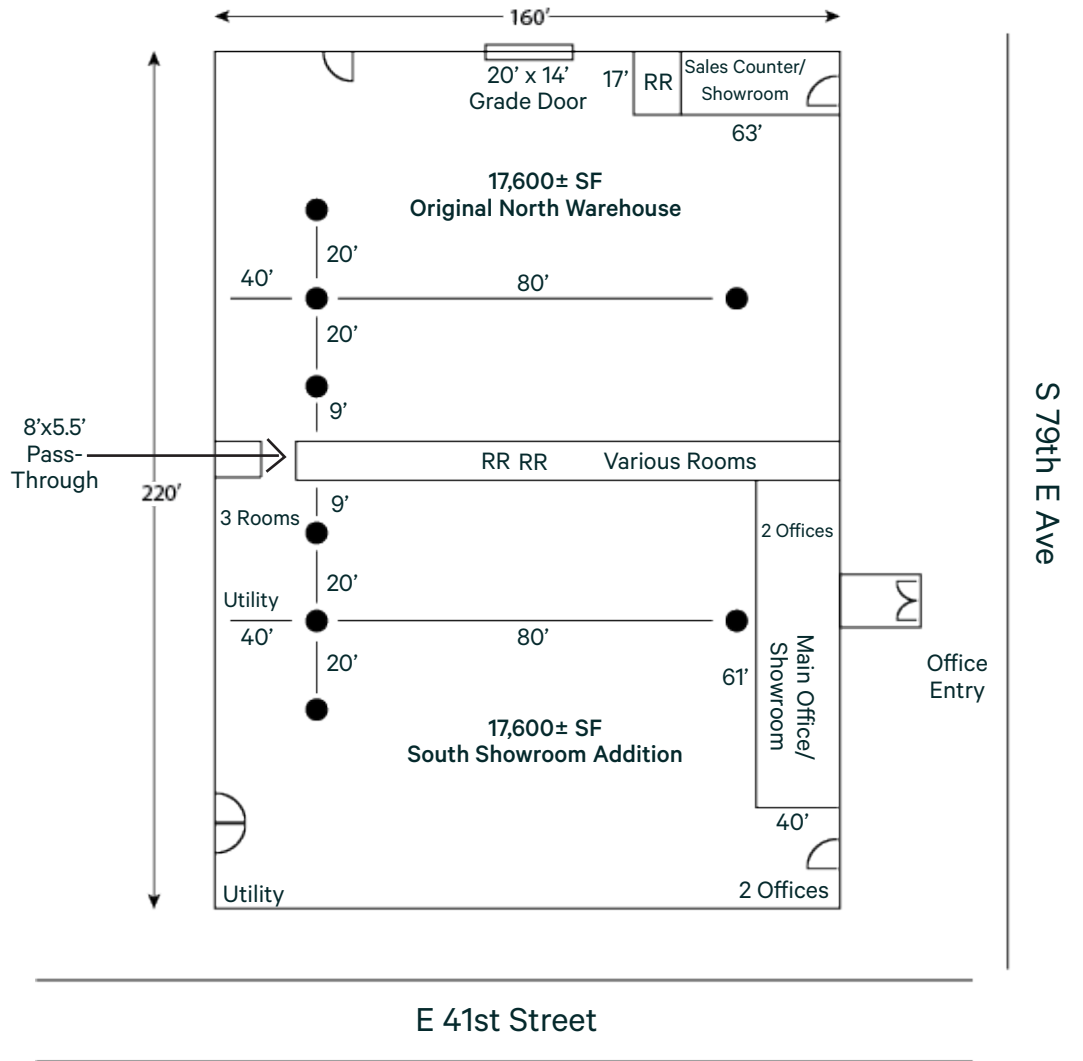 160’
20’ x 14’
Grade Door
17’
RR
Sales Counter/
Showroom
63’
17,600± SF
Original North Warehouse
20’
40’
80’
20’
9’
8’x5.5’
Pass-
Through
RR RR
Various Rooms
220’
9’
3 Rooms
2 Offices
S 79th E Ave
20’
Utility
40’
80’
20’
61’
Main Office/
Showroom
Office
Entry
17,600± SF
South Showroom Addition
40’
Utility
2 Offices
E 41st Street